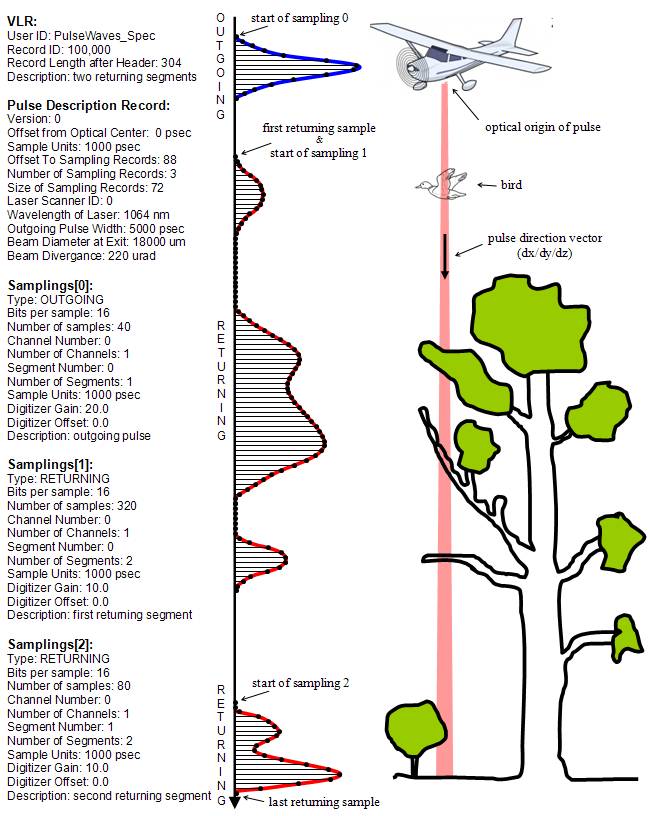 VLR:
User ID: PulseWaves_Spec
Record ID: 100,000
Record Length after Header: 304
Description: two returning segments
Pulse Description Record:
Version: 0
Offset from Optical Center:  0 psec
Sample Units: 1000 psec
Offset To Sampling Records: 88
Number of Sampling Records: 3
Size of Sampling Records: 72
Laser Scanner ID: 0
Wavelength of Laser: 1064 nm
Outgoing Pulse Width: 5000 psec
Beam Diameter at Exit: 18000 um
Beam Divergance: 220 urad
Samplings[0]:
Type: OUTGOING
Bits per sample: 16
Number of samples: 40
Channel Number: 0
Number of Channels: 1
Segment Number: 0
Number of Segments: 1
Sample Units: 1000 psec
Digitizer Gain: 20.0
Digitizer Offset: 0.0
Description: outgoing pulse
Samplings[1]:
Type: RETURNING
Bits per sample: 16
Number of samples: 320
Channel Number: 0
Number of Channels: 1
Segment Number: 0
Number of Segments: 2
Sample Units: 1000 psec
Digitizer Gain: 10.0
Digitizer Offset: 0.0
Description: first returning segment
Samplings[2]:
Type: RETURNING
Bits per sample: 16
Number of samples: 80
Channel Number: 0
Number of Channels: 1
Segment Number: 1
Number of Segments: 2
Sample Units: 1000 psec
Digitizer Gain: 10.0
Digitizer Offset: 0.0
Description: second returning segment
OUTGOING
RETURNING
RETURNING
start of sampling 0
first returning sample
&
start of sampling 1
start of sampling 2
last returning sample
optical origin of pulse
bird
pulse direction vector
(dx/dy/dz)